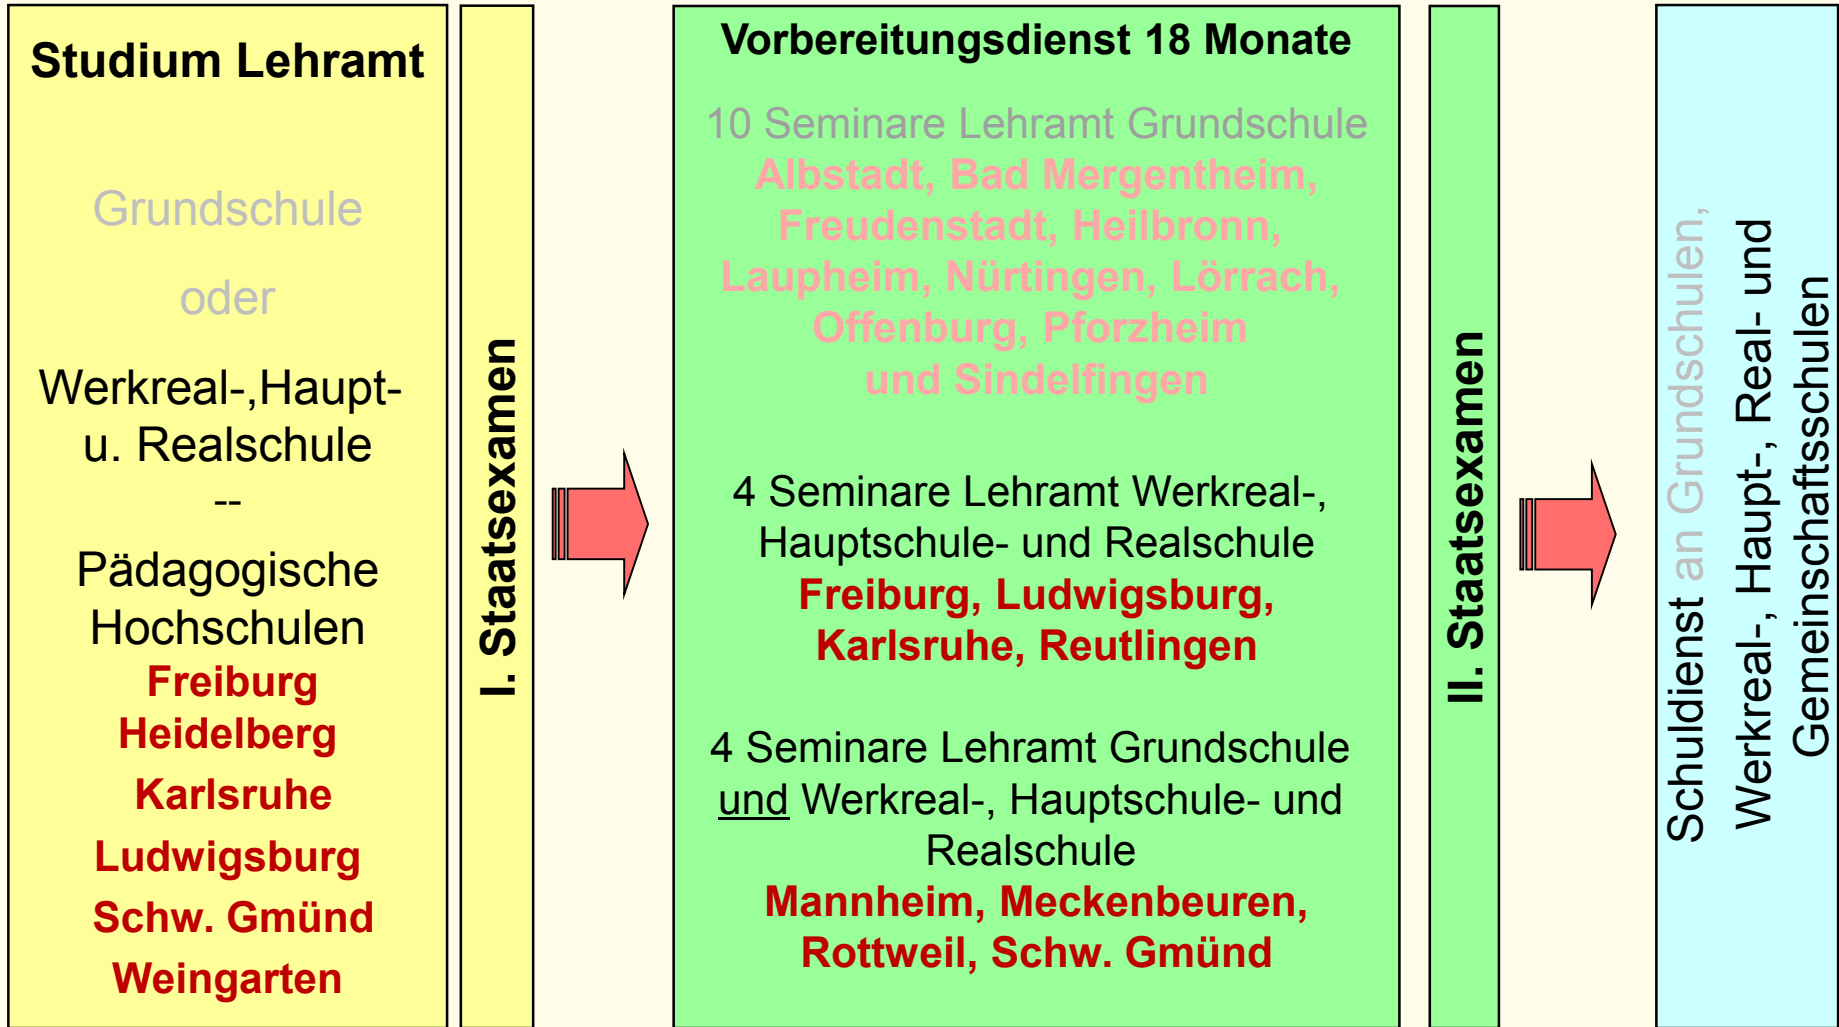 Studium Lehramt
Grundschule
oder
Werkreal-,Haupt-
u. Realschule
--
Pädagogische
Hochschulen
Freiburg
Heidelberg
Karlsruhe
Ludwigsburg
Schw. Gmünd
Weingarten
I. Staatsexamen
Vorbereitungsdienst 18 Monate
10 Seminare Lehramt Grundschule
Albstadt, Bad Mergentheim,
Freudenstadt, Heilbronn,
Laupheim, Nürtingen, Lörrach,
Offenburg, Pforzheim
und Sindelfingen
4 Seminare Lehramt Werkreal-,
Hauptschule- und Realschule
Freiburg, Ludwigsburg,
Karlsruhe, Reutlingen
4 Seminare Lehramt Grundschule
und Werkreal-, Hauptschule- und
Realschule
Mannheim, Meckenbeuren,
Rottweil, Schw. Gmünd
II. Staatsexamen
Schuldienst an Grundschulen,
Werkreal-, Haupt-, Real- und
Gemeinschaftsschulen